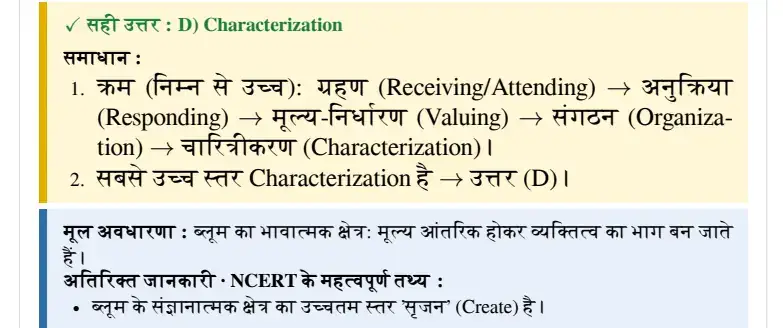 ✓ सही उत्तर : D) Characterization
समाधान :
1. क्रम (निम्न से उच्च): ग्रहण (Receiving/Attending) → अनुक्रिया
(Responding) → मूल्य-निर्धारण (Valuing) → संगठन (Organiza-
tion) → चारित्रीकरण (Characterization)।
2. सबसे उच्च स्तर Characterization है → उत्तर (D)।
मूल अवधारणा : ब्लूम का भावात्मक क्षेत्र: मूल्य आंतरिक होकर व्यक्तित्व का भाग बन जाते
हैं।
अतिरिक्त जानकारी · NCERT के महत्वपूर्ण तथ्य :
• ब्लूम के संज्ञानात्मक क्षेत्र का उच्चतम स्तर 'सृजन' (Create) है।